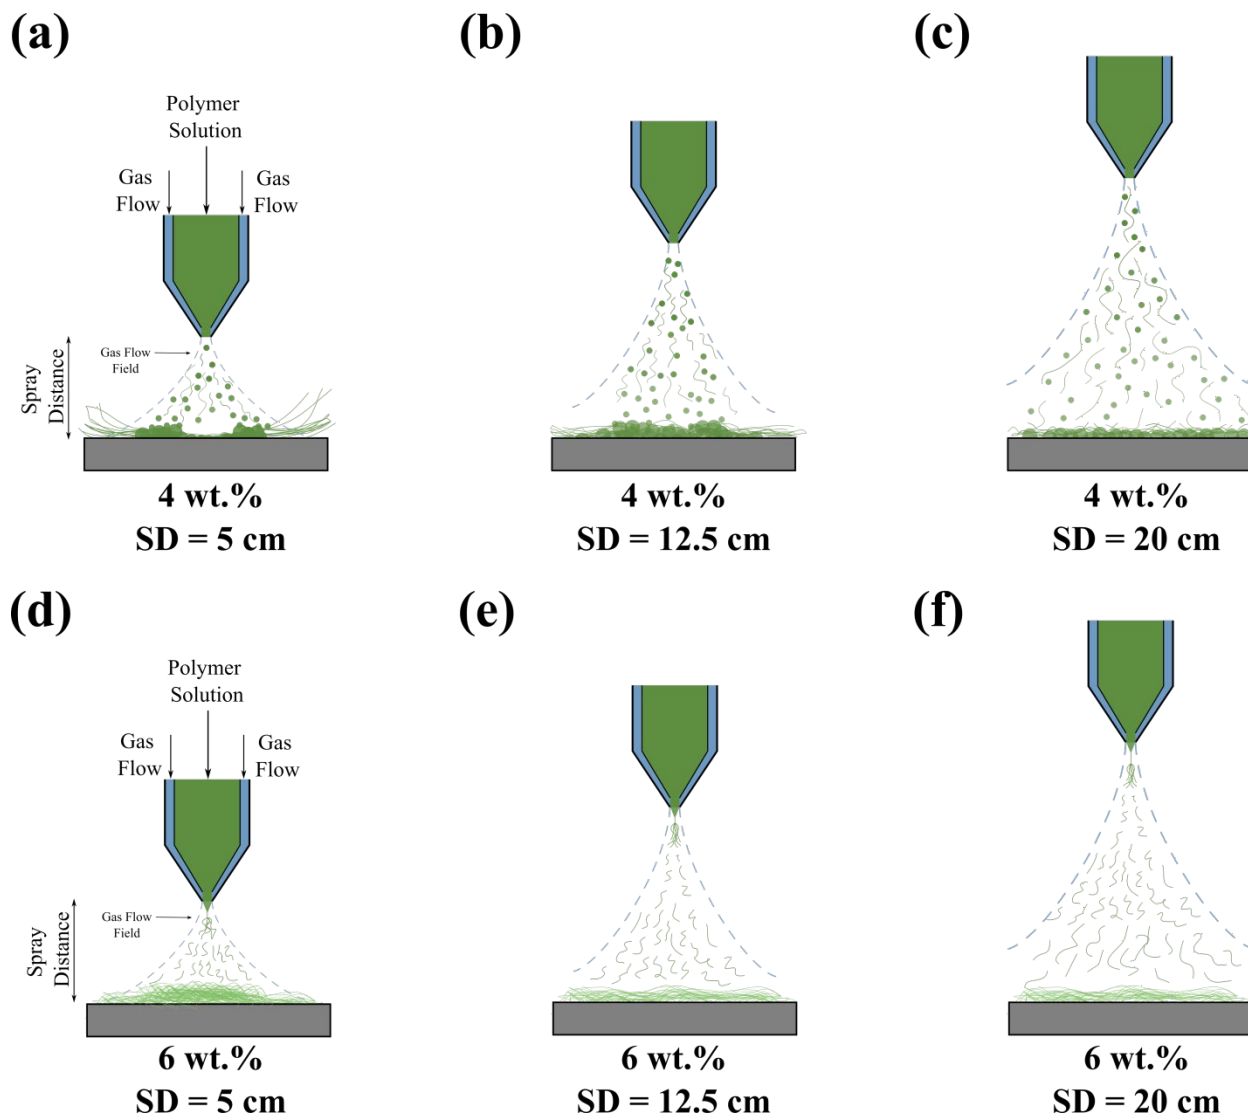 (a)
(b)
(c)
Polymer
Solution
Gas
Flow
Gas
Flow
Gas Flow
Field
Spray
Distance
4 wt.%
SD = 5 cm
4 wt.%
SD = 12.5 cm
4 wt.%
SD = 20 cm
(d)
(e)
(f)
Polymer
Solution
Gas
Flow
Gas
Flow
Gas Flow
Field
Spray
Distance
6 wt.%
SD = 5 cm
6 wt.%
SD = 12.5 cm
6 wt.%
SD = 20 cm